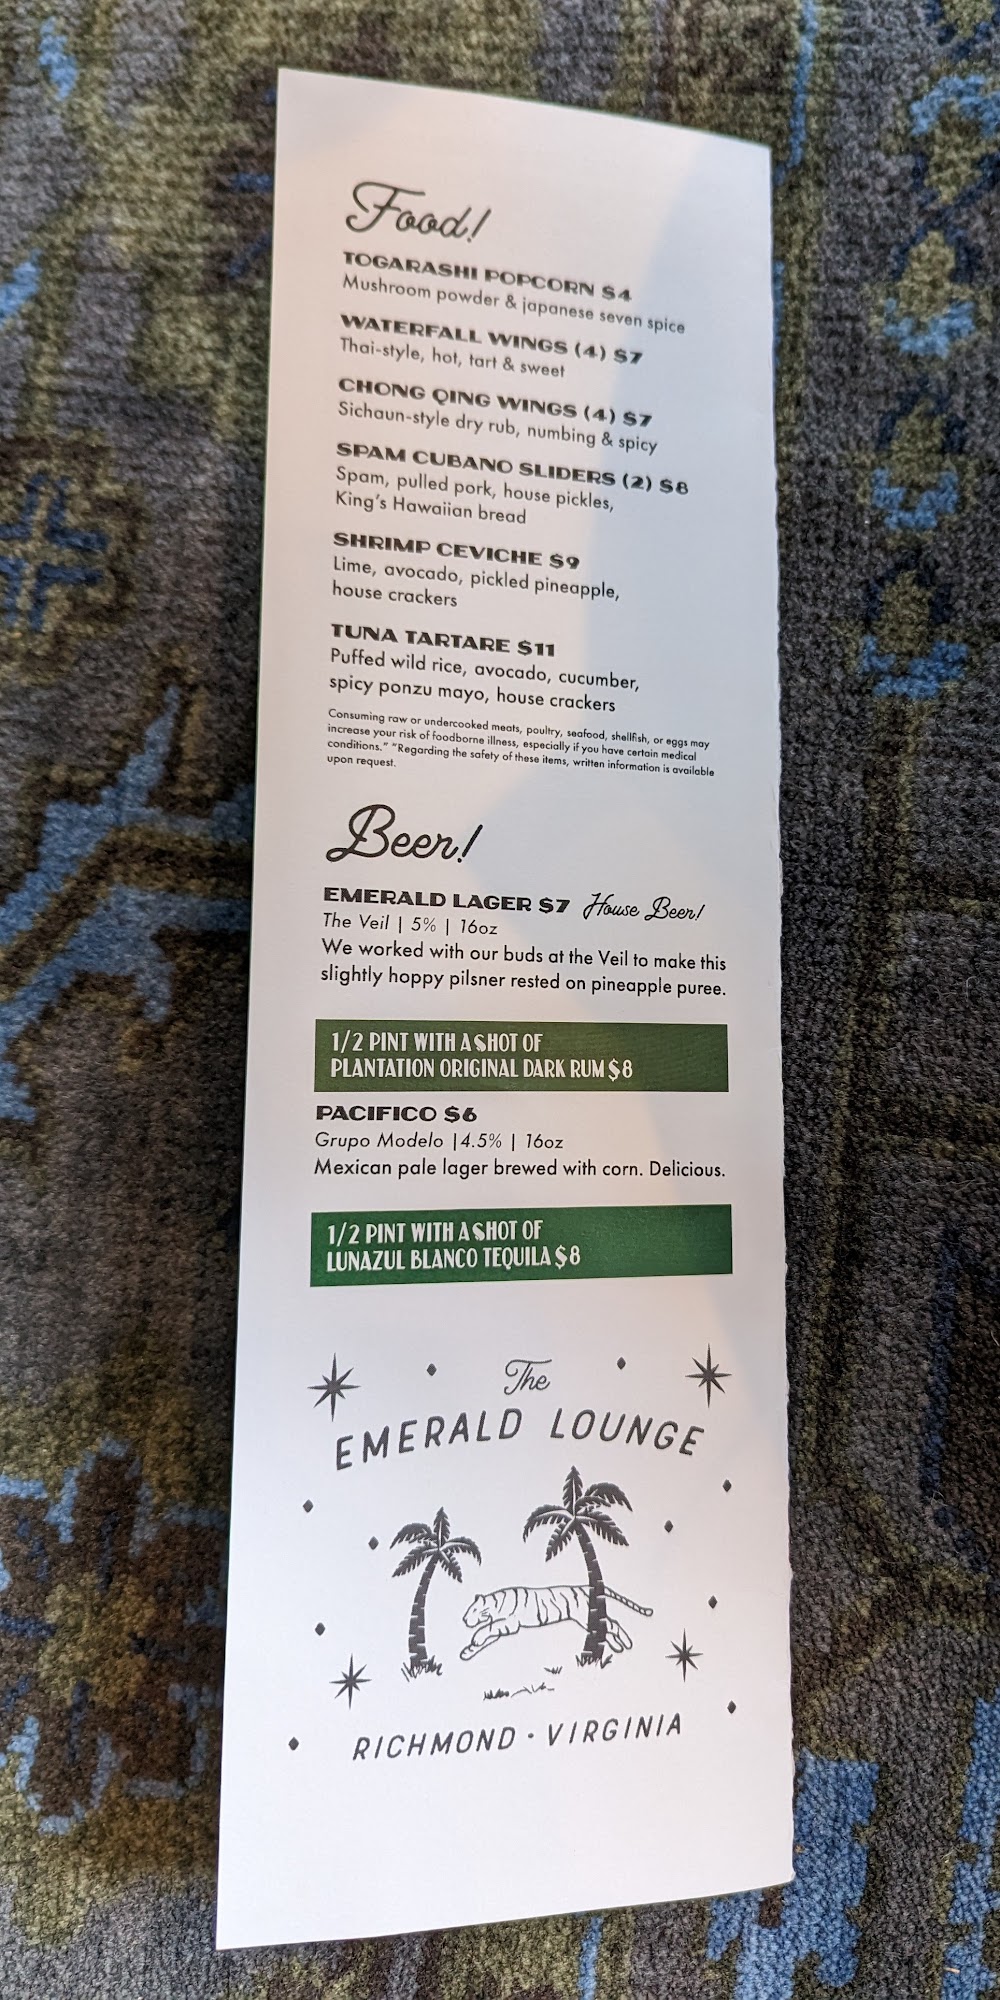 Food!
TOGARASHI POPCORN $4
Mushroom powder & japanese seven spice
WATERFALL WINGS (4) $7
Thai-style, hot, tart & sweet
CHONG QING WINGS (4) $7
Sichaun-style dry rub, numbing & spicy
SPAM CUBANO SLIDERS (2) $8
Spam, pulled pork, house pickles,
King's Hawaiian bread
SHRIMP CEVICHE $9
Lime, avocado, pickled pineapple,
house crackers
TUNA TARTARE $11
Puffed wild rice, avocado, cucumber,
spicy ponzu mayo, house crackers
Consuming raw or undercooked meats, poultry, seafood, shellfish, or eggs may
increase your risk of foodborne illness, especially if you have certain medical
conditions." "Regarding the safety of these items, written information is available
upon request.
Beer!
EMERALD LAGER $7 House Beer!
The Veil | 5% | 16oz
We worked with our buds at the Veil to make this
slightly hoppy pilsner rested on pineapple puree.
1/2 PINT WITH A SHOT OF
PLANTATION ORIGINAL DARK RUM $8
PACIFICO $6
Grupo Modelo |4.5% | 16oz
Mexican pale lager brewed with corn. Delicious.
1/2 PINT WITH A SHOT OF
LUNAZUL BLANCO TEQUILA $8
The
EMERALD LOUNGE
RICHMOND · VIRGINIA